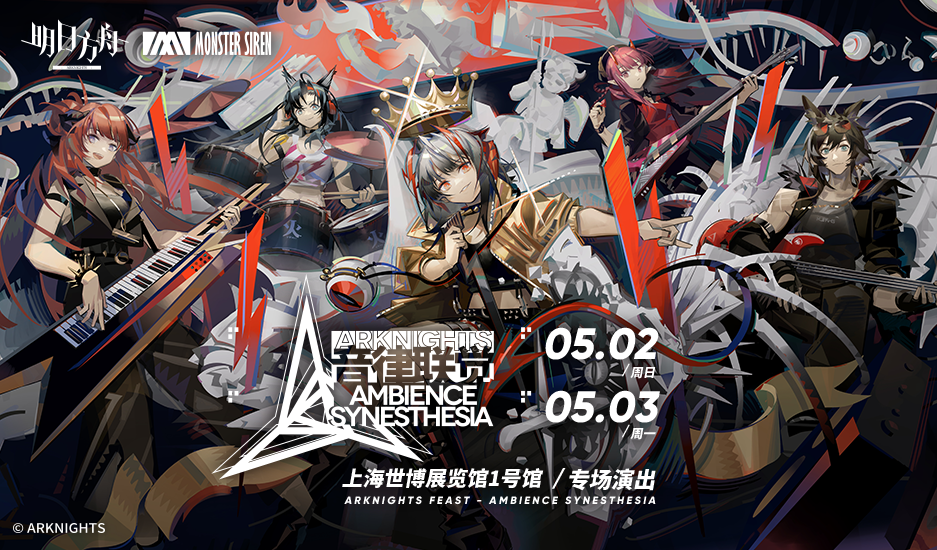 明日方舟
MONSTER SIREN
火
ARKNIGHTS
音律联觉
AMBIENCE
SYNESTHESIA
05.02
/ 周日
05.03
/ 周一
上海世博展览馆1号馆 / 专场演出
ARKNIGHTS FEAST - AMBIENCE SYNESTHESIA
© ARKNIGHTS